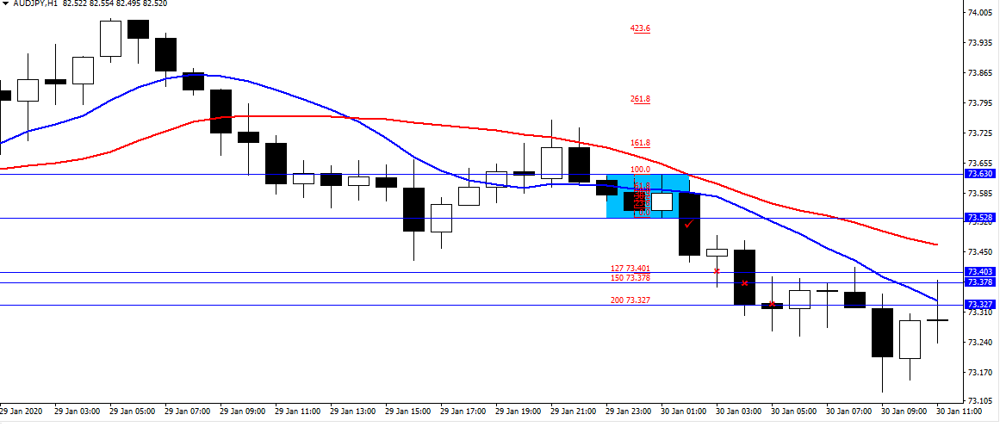 AUDJPY,H1 82.522 82.554 82.495 82.520
74.005
73.935
73.865
73.795
73.725
73.655
73.630
73.585
73.528
73.450
73.403
73.378
73.327
73.310
73.240
73.170
73.105
423.6
261.8
161.8
100.0
61.8
0.0
127 73.401
150 73.378
200 73.327
29 Jan 2020
29 Jan 03:00
29 Jan 05:00
29 Jan 07:00
29 Jan 09:00
29 Jan 11:00
29 Jan 13:00
29 Jan 15:00
29 Jan 17:00
29 Jan 19:00
29 Jan 21:00
29 Jan 23:00
30 Jan 01:00
30 Jan 03:00
30 Jan 05:00
30 Jan 07:00
30 Jan 09:00
30 Jan 11:00